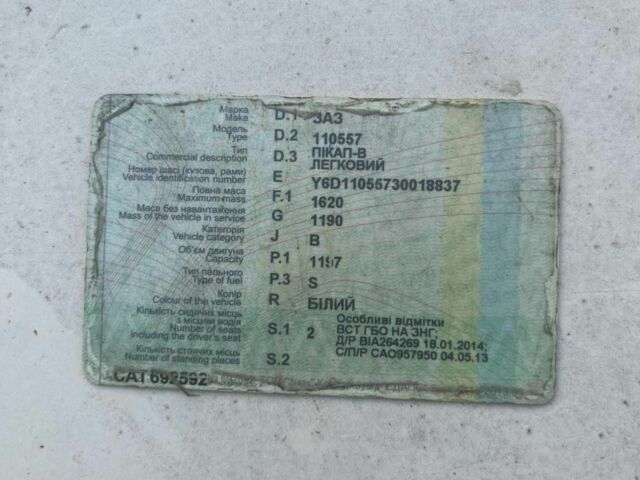 Марка
Make D.1 ЗАЗ
Модель
Type D.2 110557
Тип
Commercial description D.3 ПІКАП-В
ЛЕГКОВИЙ
Номер шасі (кузова, рами)
Vehicle identification number E Y6D11055730018837
Повна маса
Maximum mass F.1 1620
Маса без навантаження
Mass of the vehicle in service G 1190
Категорія
Vehicle category J B
Об'єм двигуна
Capacity P.1 1197
Тип пального
Type of fuel P.3 S
Колір
Colour of the vehicle R БІЛИЙ
Кількість сидячих місць
з місцем водія
Number of seats
including the driver's seat S.1 2
Особливі відмітки
ВСТ ГБО НА ЗНГ:
Д/Р ВІА264269 18.01.2014;
С/П/Р САО957950 04.05.13
Кількість стоячих місць
Number of standing places S.2
САТ 692592